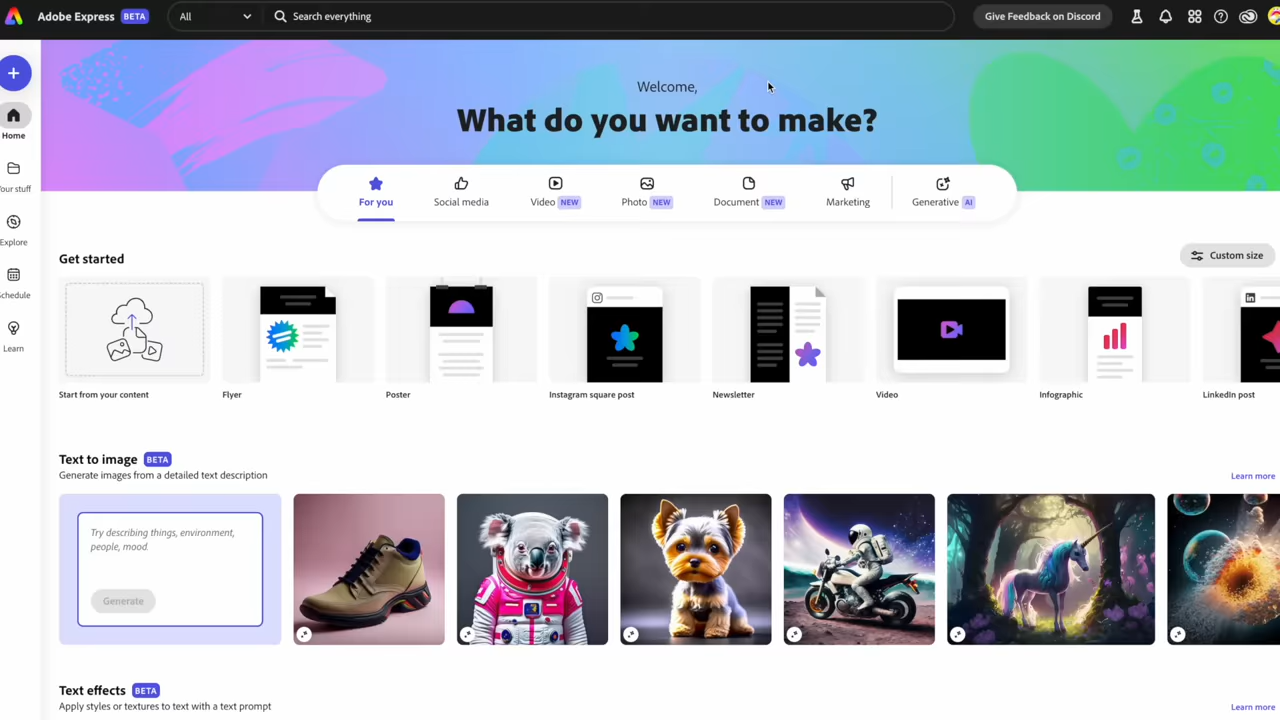 Adobe Express BETA
All
Search everything
Give Feedback on Discord
Welcome,
What do you want to make?
For you
Social media
Video NEW
Photo NEW
Document NEW
Marketing
Generative AI
Home
Your stuff
Explore
Schedule
Learn
Get started
Custom size
Start from your content
Flyer
Poster
Instagram square post
Newsletter
Video
Infographic
LinkedIn post
Text to image BETA
Generate images from a detailed text description
Learn more
Try describing things, environment,
people, mood.
Generate
Text effects BETA
Apply styles or textures to text with a text prompt
Learn more